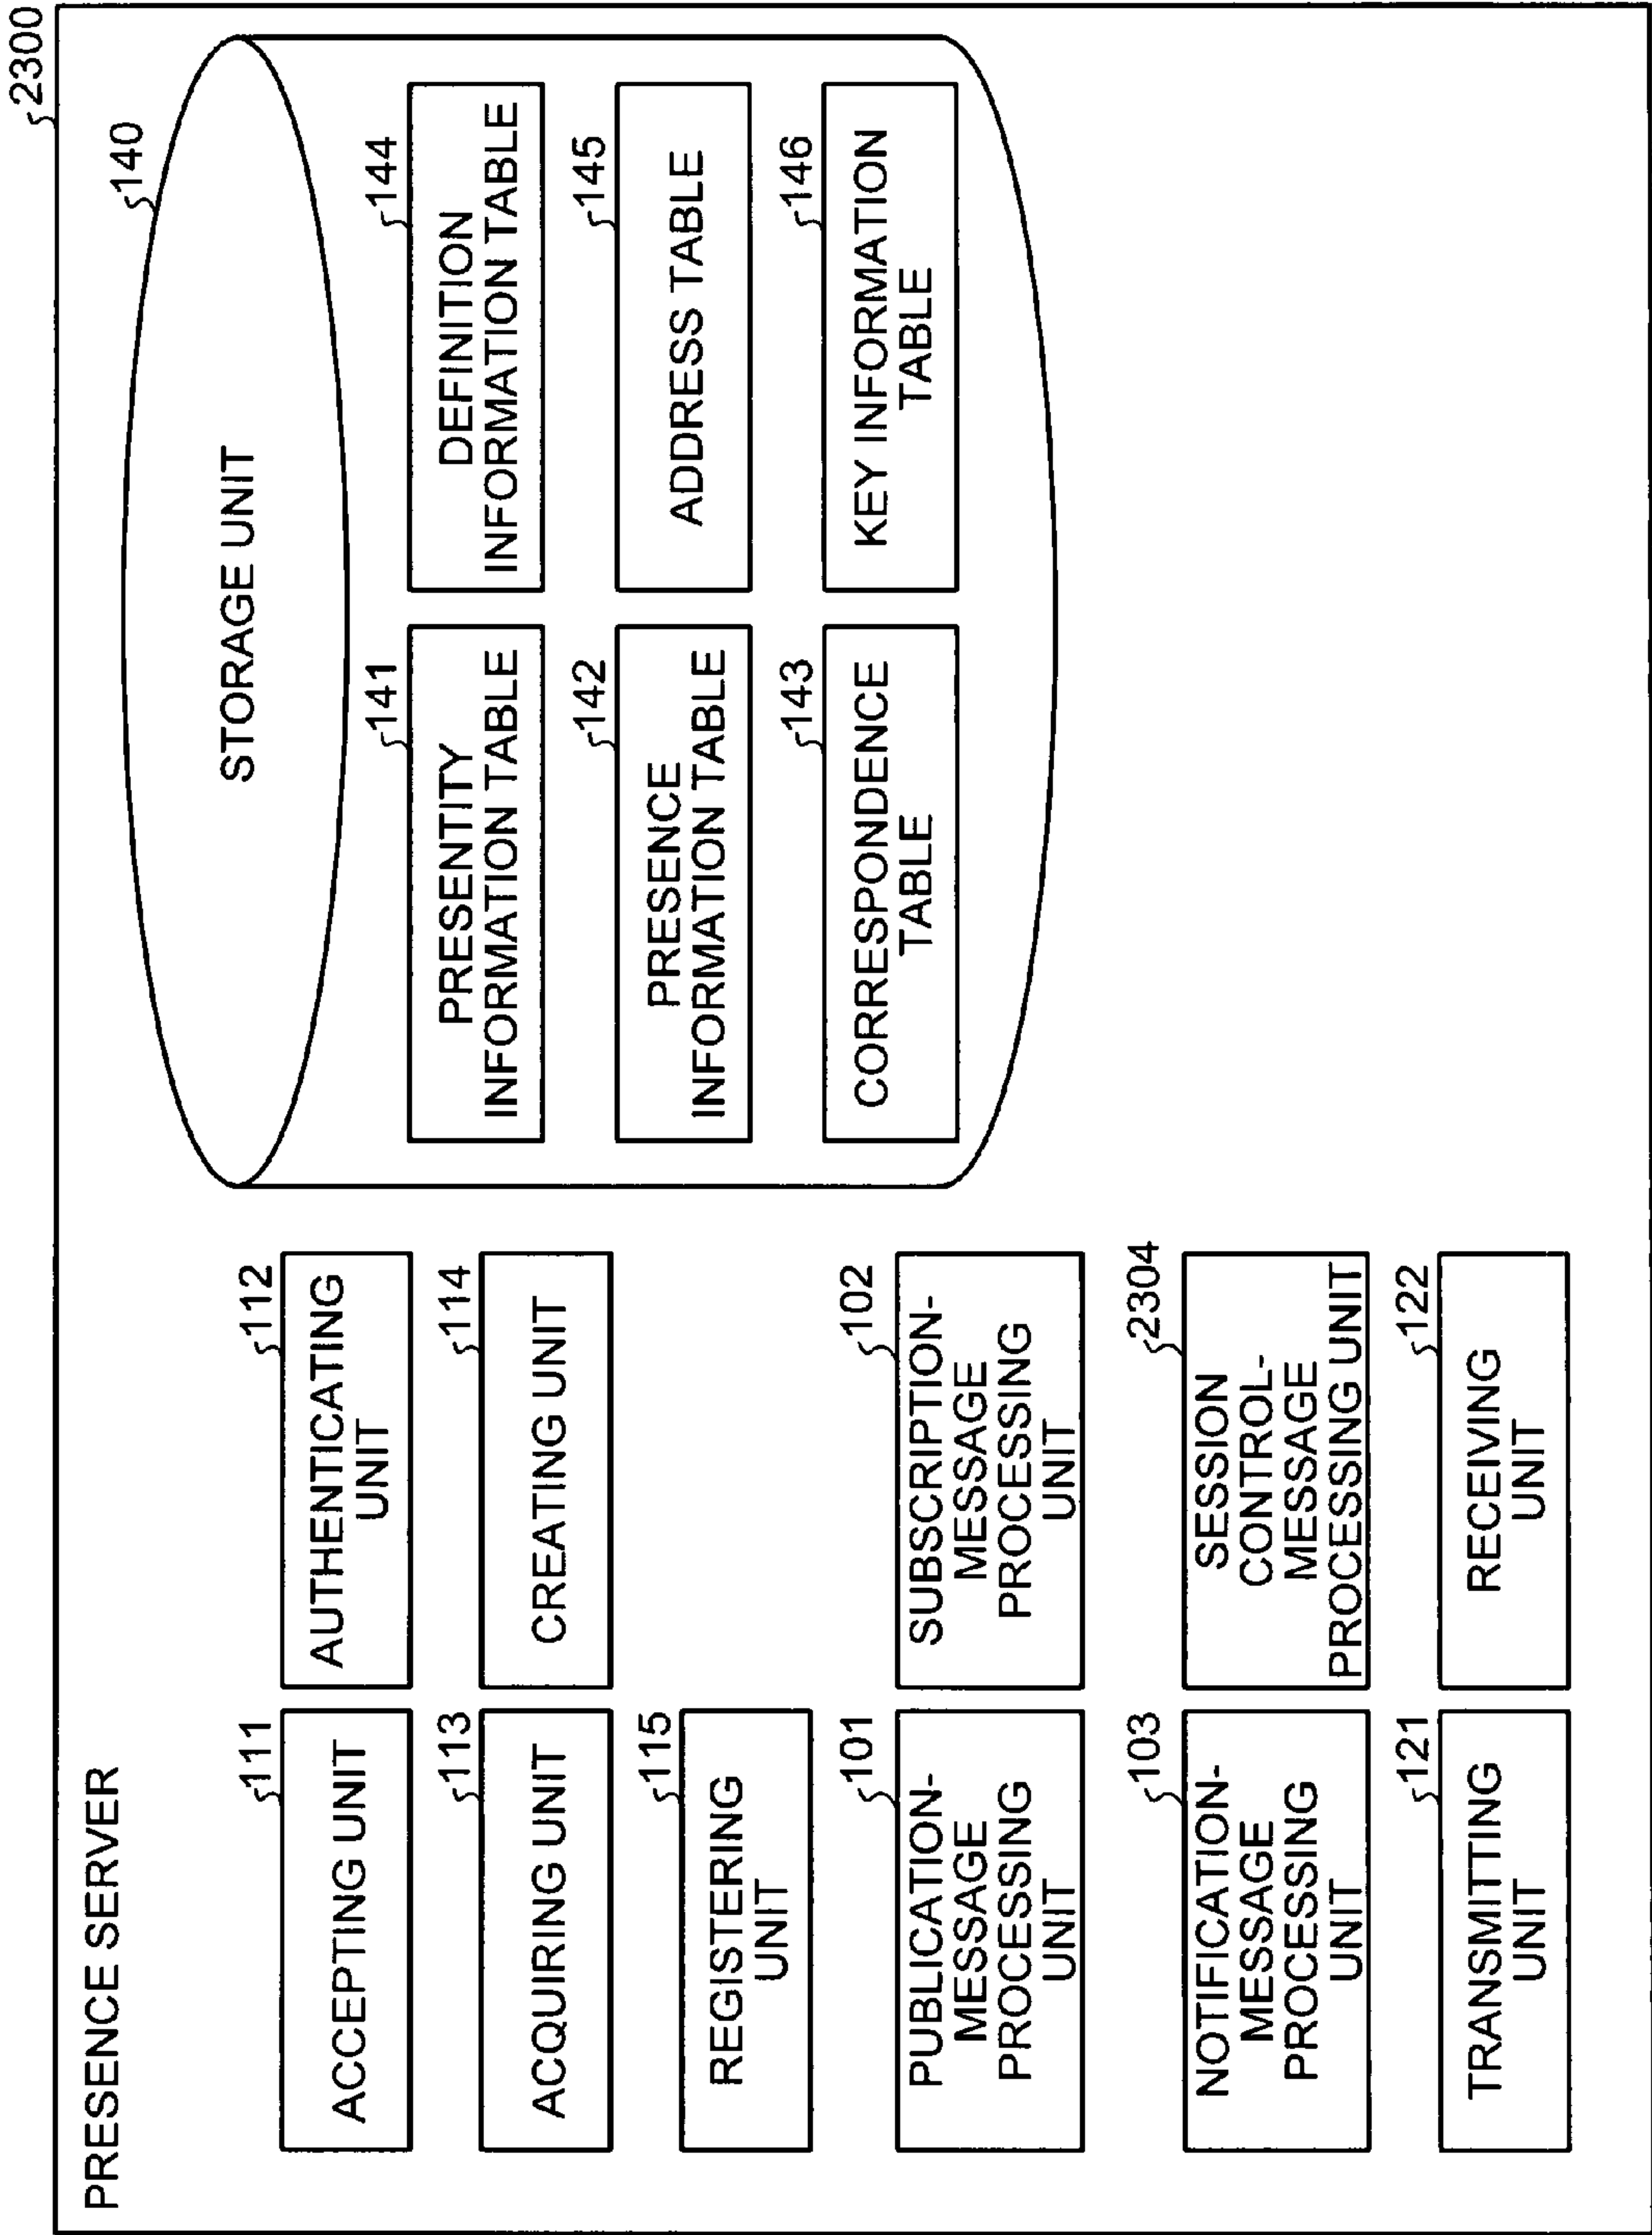 2300
PRESENCE SERVER
111
ACCEPTING UNIT
112
AUTHENTICATING
UNIT
113
ACQUIRING UNIT
114
CREATING UNIT
115
REGISTERING
UNIT
101
PUBLICATION-
MESSAGE
PROCESSING
UNIT
102
SUBSCRIPTION-
MESSAGE
PROCESSING
UNIT
103
NOTIFICATION-
MESSAGE
PROCESSING
UNIT
2304
SESSION
CONTROL-
MESSAGE
PROCESSING UNIT
121
TRANSMITTING
UNIT
122
RECEIVING
UNIT
140
STORAGE UNIT
141
PRESENTITY
INFORMATION TABLE
144
DEFINITION
INFORMATION TABLE
142
PRESENCE
INFORMATION TABLE
145
ADDRESS TABLE
143
CORRESPONDENCE
TABLE
146
KEY INFORMATION
TABLE